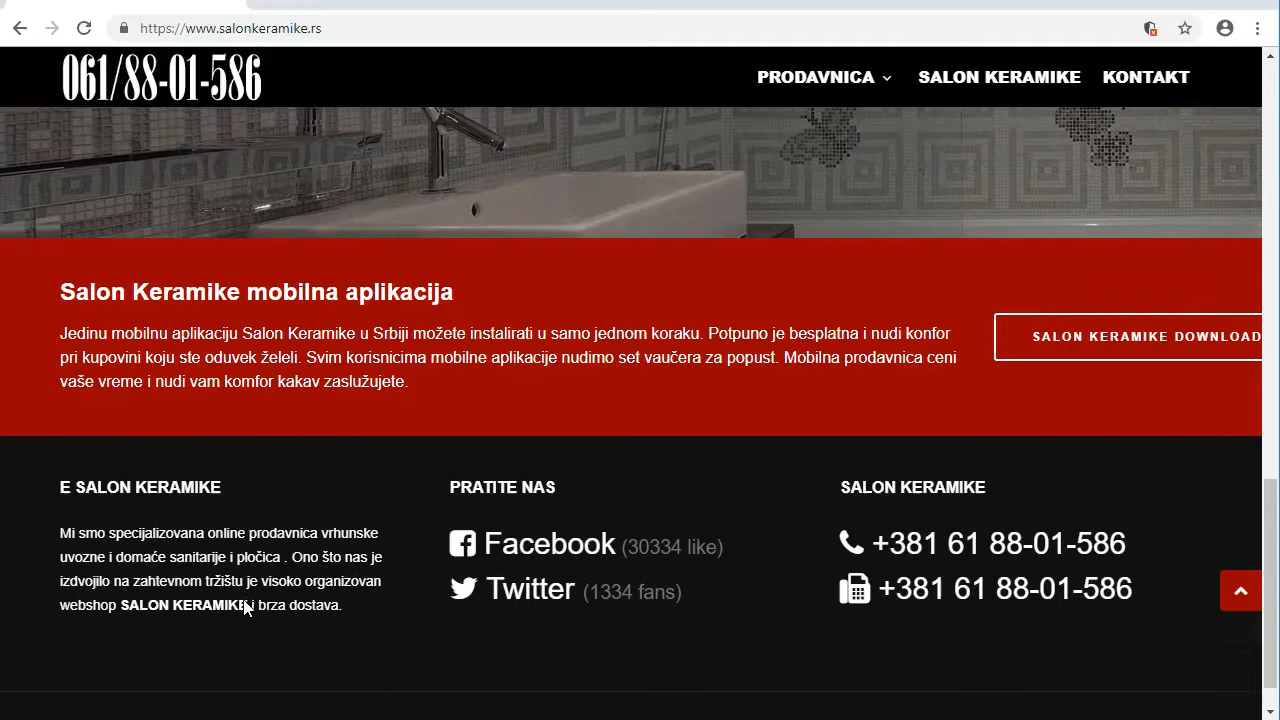 https://www.salonkeramike.rs
061/88-01-586
PRODAVNICA
SALON KERAMIKE
KONTAKT
Salon Keramike mobilna aplikacija
Jedinu mobilnu aplikaciju Salon Keramike u Srbiji možete instalirati u samo jednom koraku. Potpuno je besplatna i nudi konfor
pri kupovini koju ste oduvek želeli. Svim korisnicima mobilne aplikacije nudimo set vaučera za popust. Mobilna prodavnica ceni
vaše vreme i nudi vam komfor kakav zaslužujete.
SALON KERAMIKE DOWNLOAD
E SALON KERAMIKE
Mi smo specijalizovana online prodavnica vrhunske
uvozne i domaće sanitarije i pločica . Ono što nas je
izdvojilo na zahtevnom tržištu je visoko organizovan
webshop SALON KERAMIKE i brza dostava.
PRATITE NAS
Facebook (30334 like)
Twitter (1334 fans)
SALON KERAMIKE
+381 61 88-01-586
+381 61 88-01-586